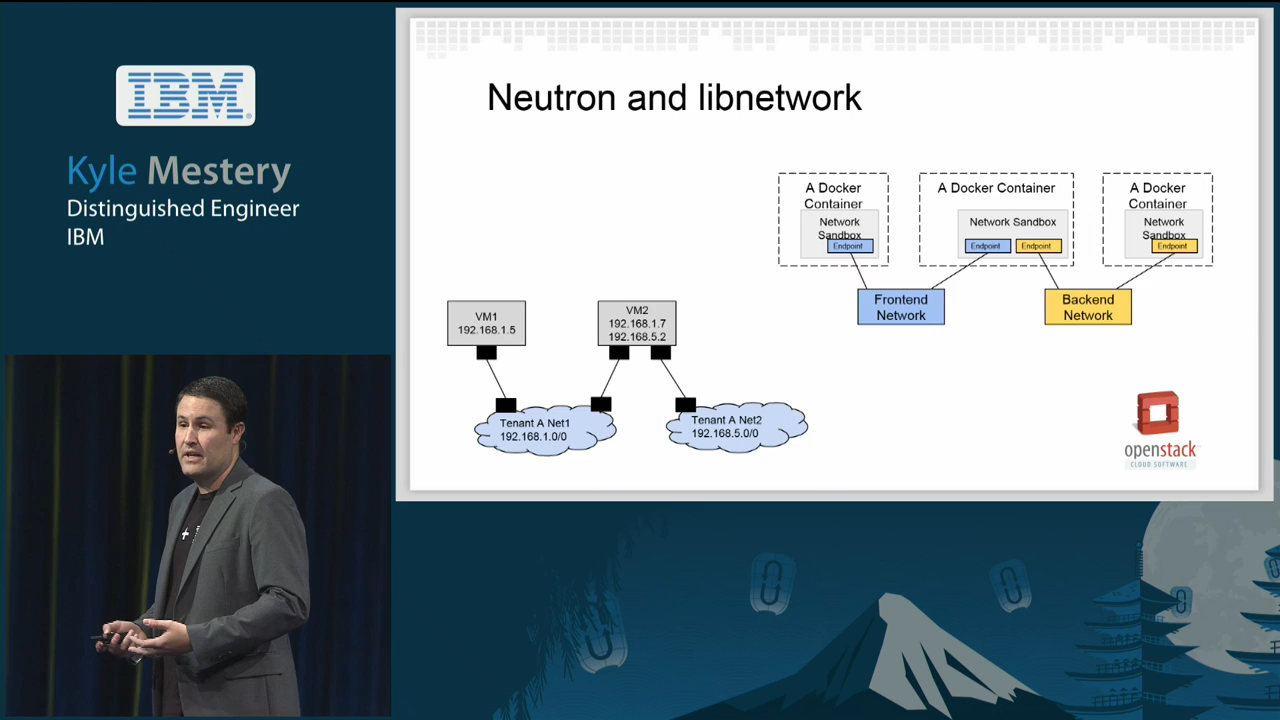 IBM
Kyle Mestery
Distinguished Engineer
IBM
Neutron and libnetwork
A Docker
Container
Network
Sandbox
Endpoint
A Docker Container
Network Sandbox
Endpoint
Endpoint
A Docker
Container
Network
Sandbox
Endpoint
Frontend
Network
Backend
Network
VM1
192.168.1.5
VM2
192.168.1.7
192.168.5.2
Tenant A Net1
192.168.1.0/0
Tenant A Net2
192.168.5.0/0
openstack
CLOUD SOFTWARE